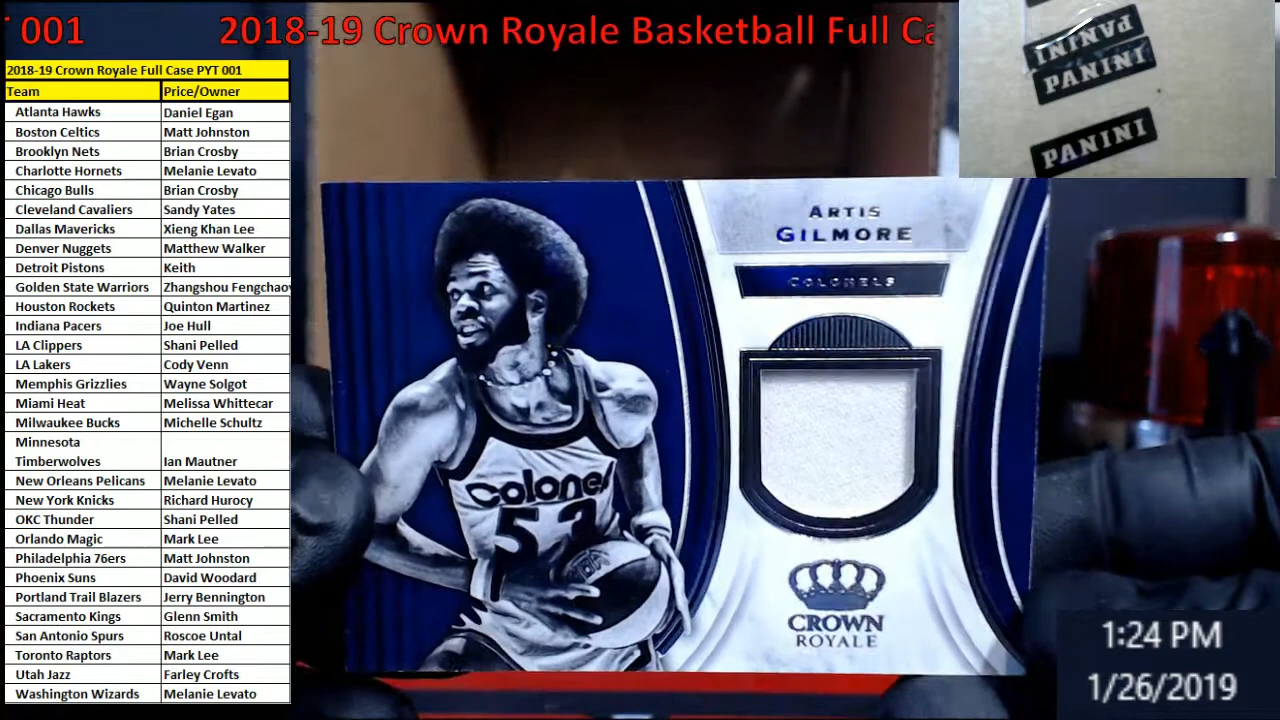 001
2018-19 Crown Royale Basketball Full Ca
2018-19 Crown Royale Full Case PYT 001
Team Price/Owner
Atlanta Hawks Daniel Egan
Boston Celtics Matt Johnston
Brooklyn Nets Brian Crosby
Charlotte Hornets Melanie Levato
Chicago Bulls Brian Crosby
Cleveland Cavaliers Sandy Yates
Dallas Mavericks Xieng Khan Lee
Denver Nuggets Matthew Walker
Detroit Pistons Keith
Golden State Warriors Zhangshou Fengchaov
Houston Rockets Quinton Martinez
Indiana Pacers Joe Hull
LA Clippers Shani Pelled
LA Lakers Cody Venn
Memphis Grizzlies Wayne Solgot
Miami Heat Melissa Whittecar
Milwaukee Bucks Michelle Schultz
Minnesota
Timberwolves Ian Mautner
New Orleans Pelicans Melanie Levato
New York Knicks Richard Hurocy
OKC Thunder Shani Pelled
Orlando Magic Mark Lee
Philadelphia 76ers Matt Johnston
Phoenix Suns David Woodard
Portland Trail Blazers Jerry Bennington
Sacramento Kings Glenn Smith
San Antonio Spurs Roscoe Untal
Toronto Raptors Mark Lee
Utah Jazz Farley Crofts
Washington Wizards Melanie Levato
PANINI
PANINI
PANINI
ARTIS
GILMORE
COLONELS
Colonel
53
CROWN
ROYALE
1:24 PM
1/26/2019